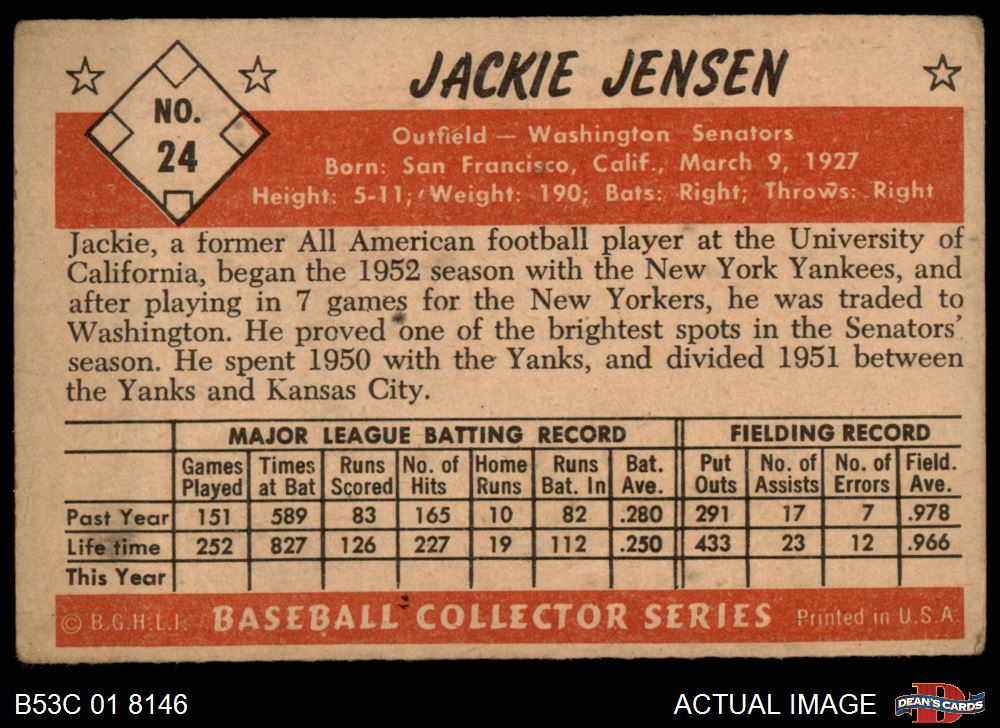 JACKIE JENSEN
NO.
24
Outfield — Washington Senators
Born: San Francisco, Calif., March 9, 1927
Height: 5-11; Weight: 190; Bats: Right; Throws: Right
Jackie, a former All American football player at the University of
California, began the 1952 season with the New York Yankees, and
after playing in 7 games for the New Yorkers, he was traded to
Washington. He proved one of the brightest spots in the Senators'
season. He spent 1950 with the Yanks, and divided 1951 between
the Yanks and Kansas City.
MAJOR LEAGUE BATTING RECORD FIELDING RECORD
Games Times Runs No. of Home Runs Bat. Put No. of No. of Field.
Played at Bat Scored Hits Runs Bat. In Ave. Outs Assists Errors Ave.
Past Year 151 589 83 165 10 82 .280 291 17 7 .978
Life time 252 827 126 227 19 112 .250 433 23 12 .966
This Year
© B.G.H.L.I. BASEBALL COLLECTOR SERIES Printed in U.S.A.
B53C 01 8146 ACTUAL IMAGE DEAN'S CARDS